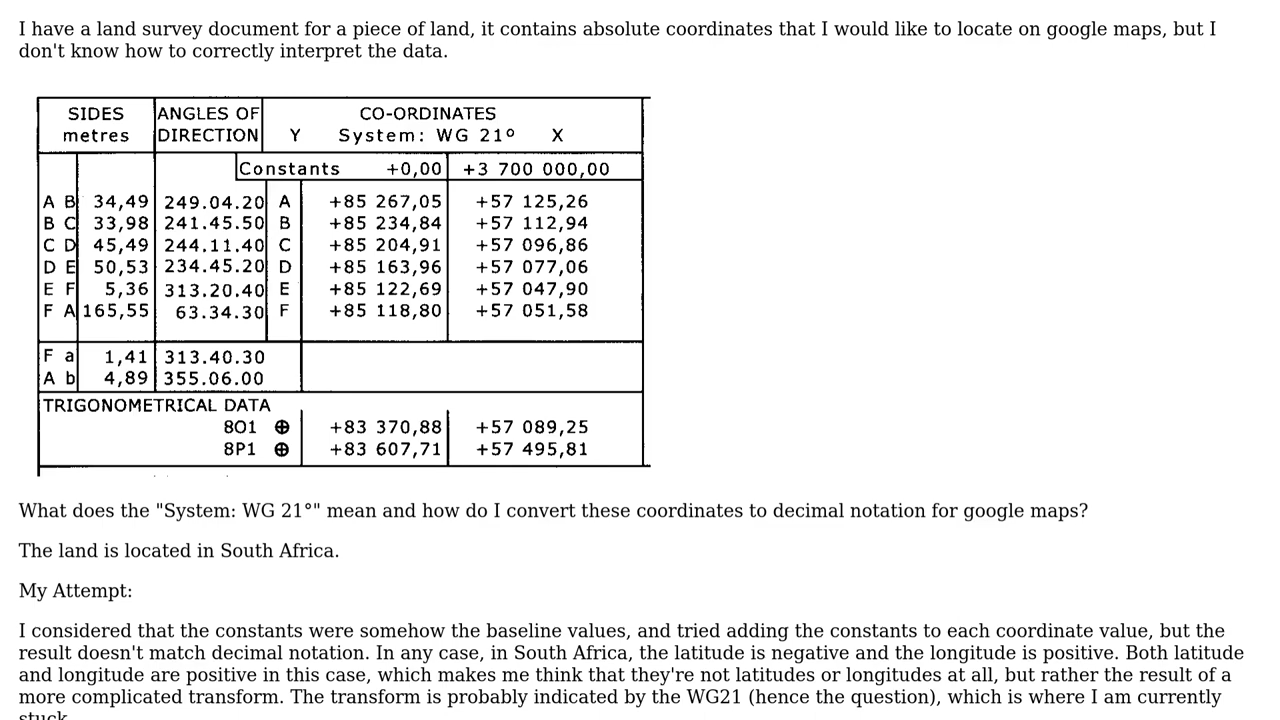 I have a land survey document for a piece of land, it contains absolute coordinates that I would like to locate on google maps, but I
don't know how to correctly interpret the data.
SIDES ANGLES OF CO-ORDINATES
metres DIRECTION Y System: WG 21º X
Constants +0,00 +3 700 000,00
A B 34,49 249.04.20 A +85 267,05 +57 125,26
B C 33,98 241.45.50 B +85 234,84 +57 112,94
C D 45,49 244.11.40 C +85 204,91 +57 096,86
D E 50,53 234.45.20 D +85 163,96 +57 077,06
E F 5,36 313.20.40 E +85 122,69 +57 047,90
F A 165,55 63.34.30 F +85 118,80 +57 051,58
F a 1,41 313.40.30
A b 4,89 355.06.00
TRIGONOMETRICAL DATA
8O1 ⊕ +83 370,88 +57 089,25
8P1 ⊕ +83 607,71 +57 495,81
What does the "System: WG 21°" mean and how do I convert these coordinates to decimal notation for google maps?
The land is located in South Africa.
My Attempt:
I considered that the constants were somehow the baseline values, and tried adding the constants to each coordinate value, but the
result doesn't match decimal notation. In any case, in South Africa, the latitude is negative and the longitude is positive. Both latitude
and longitude are positive in this case, which makes me think that they're not latitudes or longitudes at all, but rather the result of a
more complicated transform. The transform is probably indicated by the WG21 (hence the question), which is where I am currently
stuck